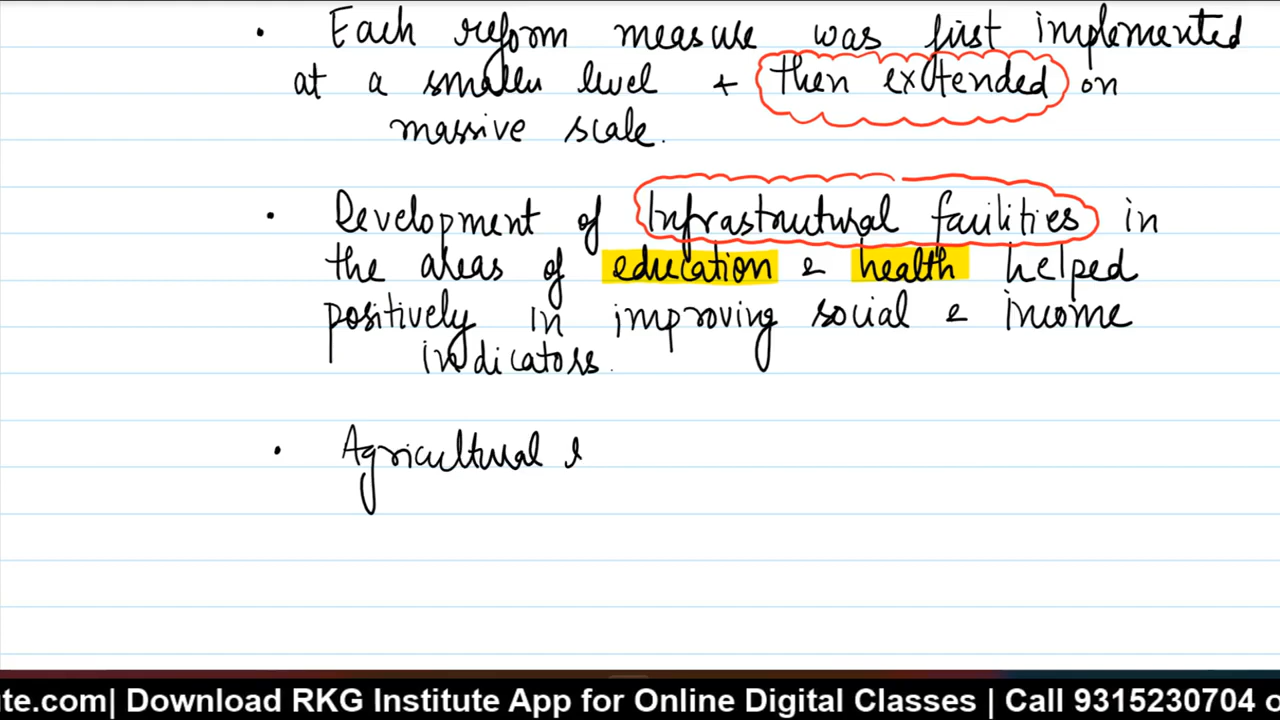 • Each reform measure was first implemented
at a smaller level + then extended on
massive scale.
• Development of Infrastructural facilities in
the areas of education & health helped
positively in improving social & income
indicators.
• Agricultural
te.com| Download RKG Institute App for Online Digital Classes | Call 9315230704 o